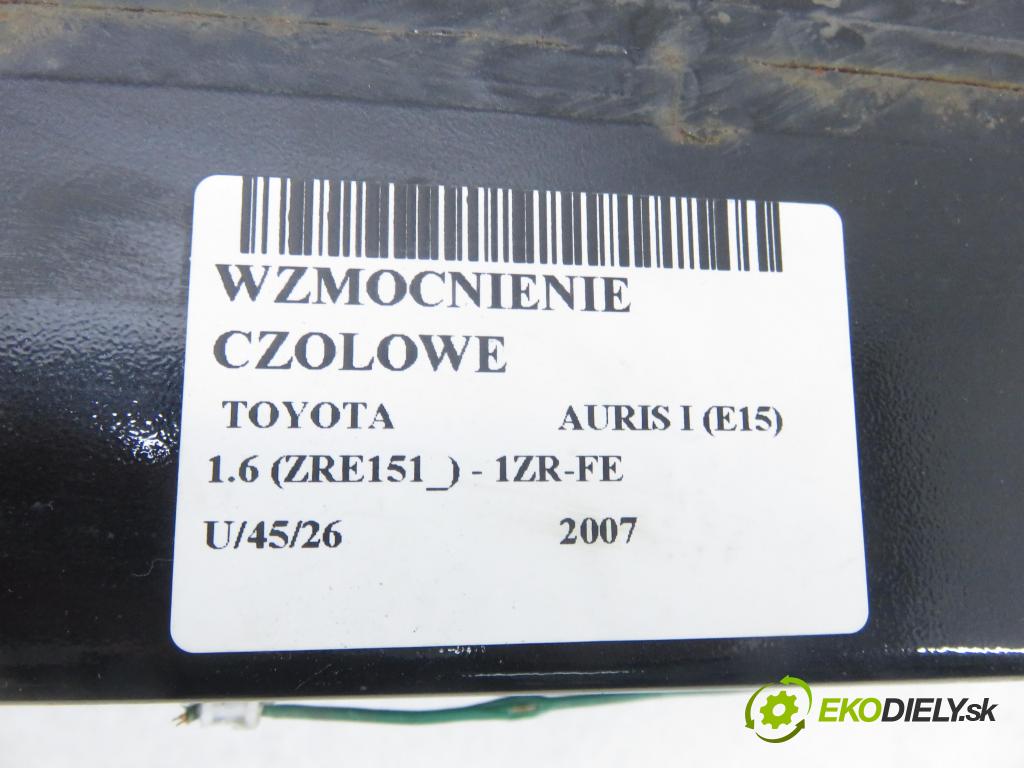 WZMOCNIENIE
CZOLOWE
TOYOTA AURIS I (E15)
1.6 (ZRE151_) - 1ZR-FE
U/45/26 2007
EKODIELY.sk